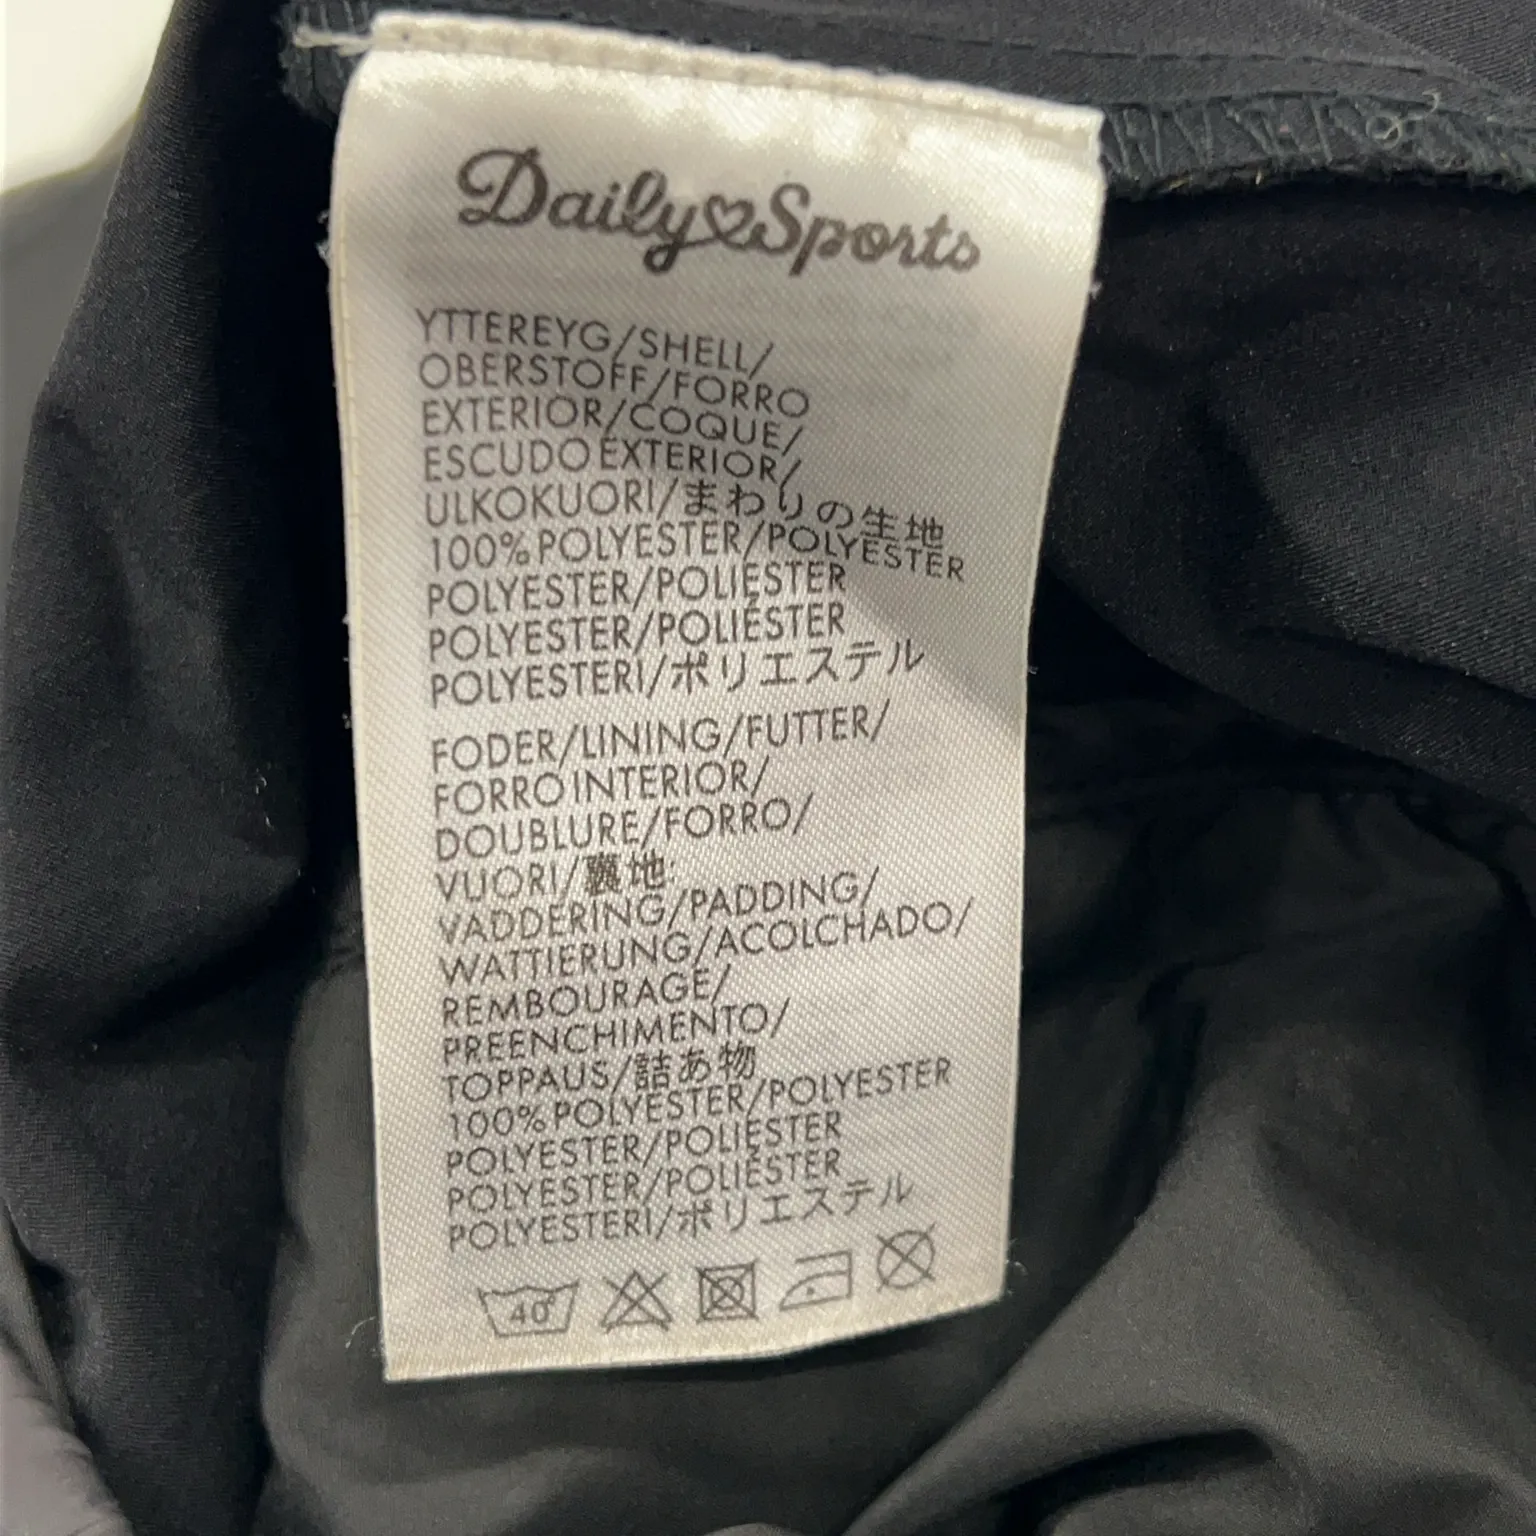 Daily Sports
YTTEREYG/SHELL/
OBERSTOFF/FORRO
EXTERIOR/COQUE/
ESCUDO EXTERIOR/
ULKOKUORI/まわりの生地
100% POLYESTER/POLYESTER
POLYESTER/POLIESTER
POLYESTER/POLIÉSTER
POLYESTERI/ポリエステル
FODER/LINING/FUTTER/
FORRO INTERIOR/
DOUBLURE/FORRO/
VUORI/裏地:
VADDERING/PADDING/
WATTIERUNG/ACOLCHADO/
REMBOURAGE/
PREENCHIMENTO/
TOPPAUS/詰あ物
100% POLYESTER/POLYESTER
POLYESTER/POLIESTER
POLYESTER/POLIÉSTER
POLYESTERI/ポリエステル
40°